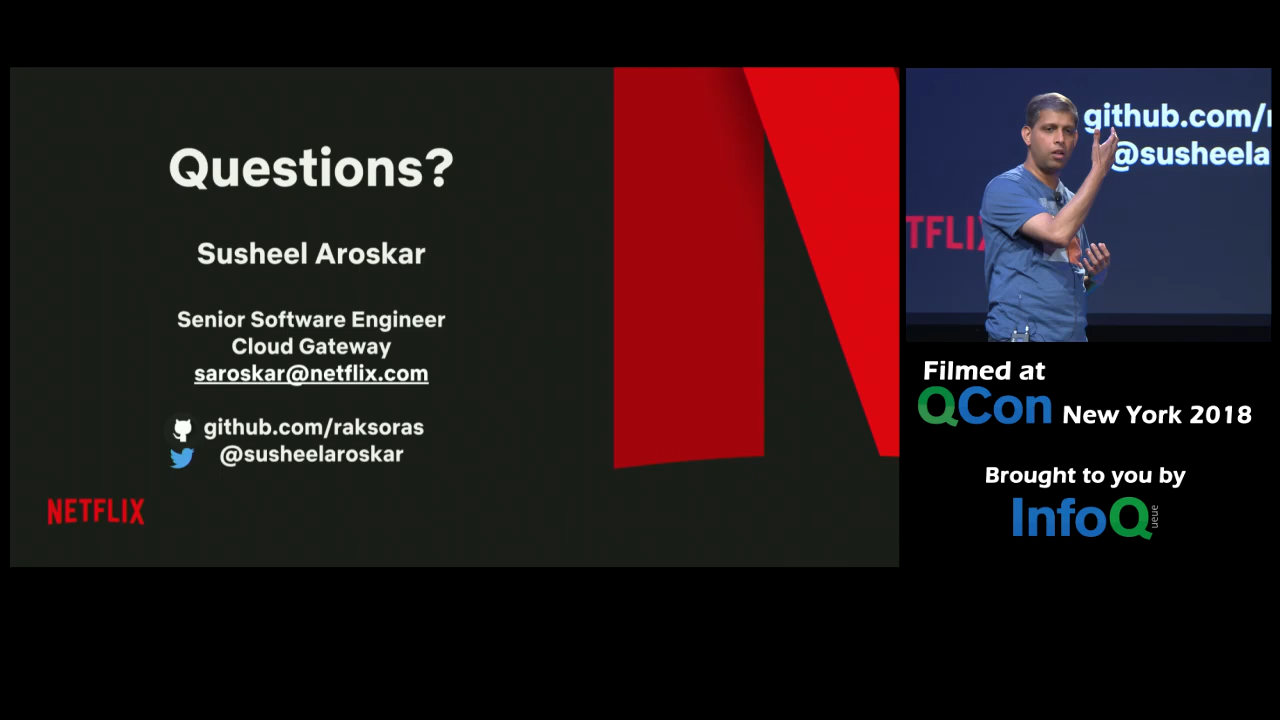 Questions?
Susheel Aroskar
Senior Software Engineer
Cloud Gateway
saroskar@netflix.com
github.com/raksoras
@susheelaroskar
NETFLIX
github.com/
@susheela
TFLIX
Filmed at
QCon New York 2018
Brought to you by
InfoQ
ueue